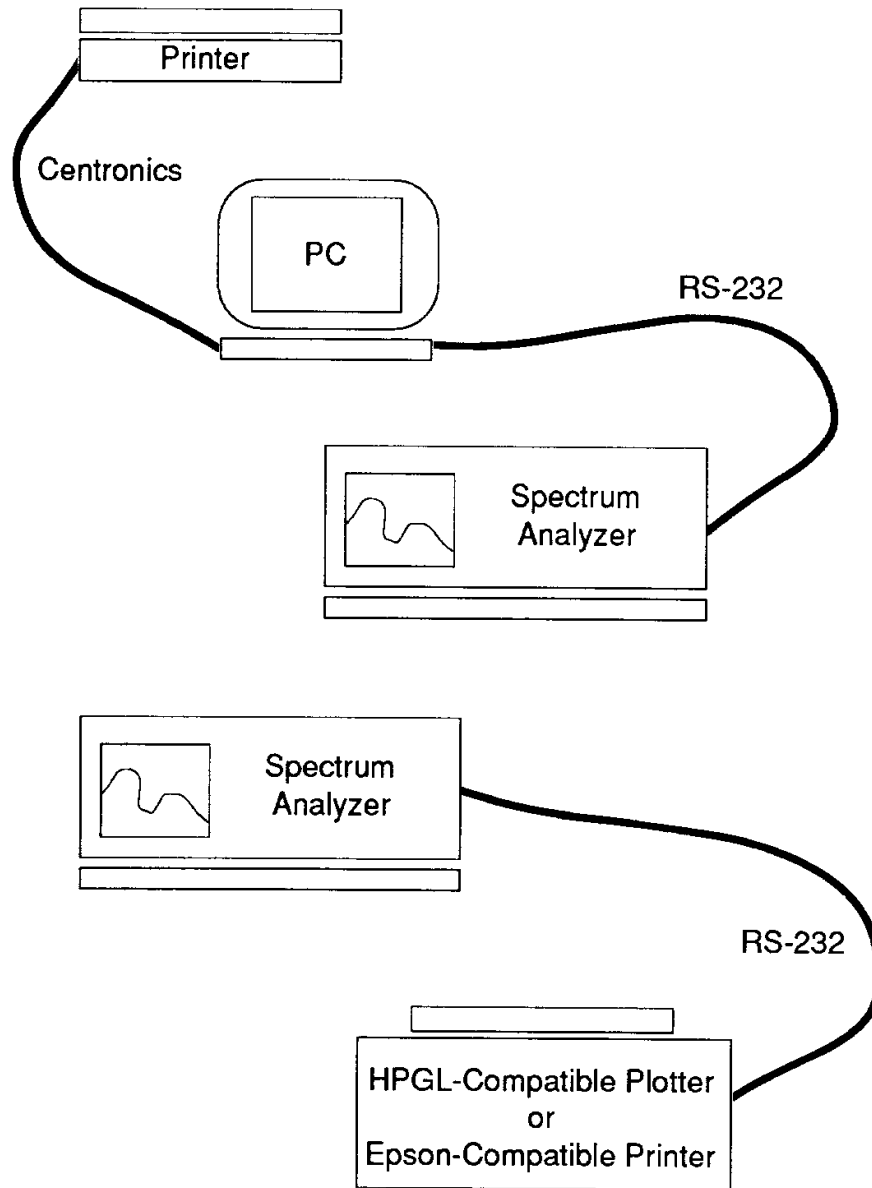 Printer
Centronics
PC
RS-232
Spectrum
Analyzer
Spectrum
Analyzer
RS-232
HPGL-Compatible Plotter
or
Epson-Compatible Printer